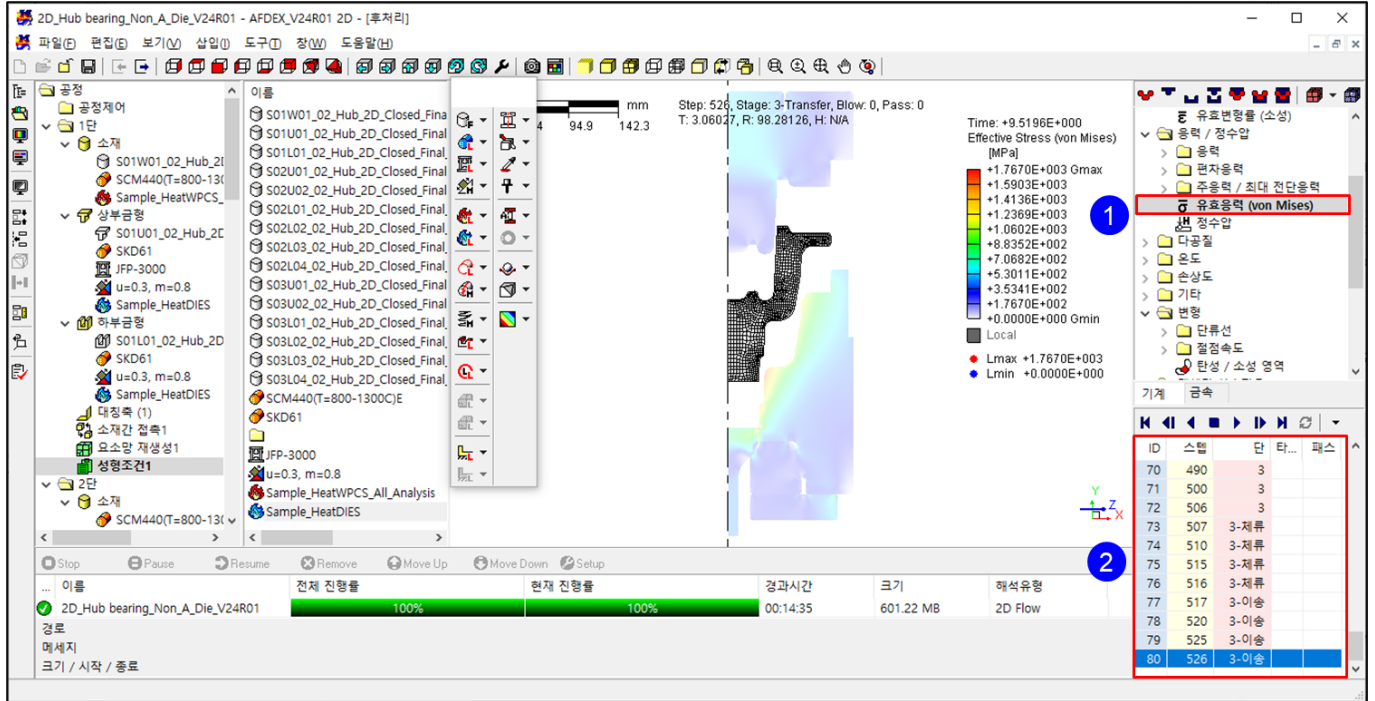 2D_Hub bearing_Non_A_Die_V24R01 - AFDEX_V24R01 2D - [후처리]
파일(F) 편집(E) 보기(V) 삽입(I) 도구(T) 창(W) 도움말(H)
공정
공정제어
1단
소재
S01W01_02_Hub_2D
SCM440(T=800-130
Sample_HeatWPCS_
상부금형
S01U01_02_Hub_2D
SKD61
JFP-3000
u=0.3, m=0.8
Sample_HeatDIES
하부금형
S01L01_02_Hub_2D
SKD61
u=0.3, m=0.8
Sample_HeatDIES
대칭축 (1)
소재간 접촉1
요소망 재생성1
성형조건1
2단
소재
SCM440(T=800-130
이름
S01W01_02_Hub_2D_Closed_Fina
S01U01_02_Hub_2D_Closed_Final
S01L01_02_Hub_2D_Closed_Final_
S02U01_02_Hub_2D_Closed_Final
S02U02_02_Hub_2D_Closed_Final
S02L01_02_Hub_2D_Closed_Final_
S02L02_02_Hub_2D_Closed_Final_
S02L03_02_Hub_2D_Closed_Final_
S02L04_02_Hub_2D_Closed_Final_
S03U01_02_Hub_2D_Closed_Final
S03U02_02_Hub_2D_Closed_Final
S03L01_02_Hub_2D_Closed_Final_
S03L02_02_Hub_2D_Closed_Final_
S03L03_02_Hub_2D_Closed_Final_
S03L04_02_Hub_2D_Closed_Final_
SCM440(T=800-1300C)E
SKD61
JFP-3000
u=0.3, m=0.8
Sample_HeatWPCS_All_Analysis
Sample_HeatDIES
mm
4 94.9 142.3
Step: 526, Stage: 3-Transfer, Blow: 0, Pass: 0
T: 3.06027, R: 98.28126, H: N/A
Time: +9.5196E+000
Effective Stress (von Mises)
[MPa]
+1.7670E+003 Gmax
+1.5903E+003
+1.4136E+003
+1.2369E+003
+1.0602E+003
+8.8352E+002
+7.0682E+002
+5.3011E+002
+3.5341E+002
+1.7670E+002
+0.0000E+000 Gmin
Local
Lmax +1.7670E+003
Lmin +0.0000E+000
Y
Z
X
유효변형률 (소성)
응력 / 정수압
응력
편차응력
주응력 / 최대 전단응력
1
유효응력 (von Mises)
정수압
다공질
온도
손상도
기타
변형
단류선
절점속도
탄성 / 소성 영역
기계 금속
2
ID 스텝 단 타... 패스
70 490 3
71 500 3
72 506 3
73 507 3-체류
74 510 3-체류
75 515 3-체류
76 516 3-체류
77 517 3-이송
78 520 3-이송
79 525 3-이송
80 526 3-이송
Stop Pause Resume Remove Move Up Move Down Setup
... 이름 전체 진행률 현재 진행률 경과시간 크기 해석유형
2D_Hub bearing_Non_A_Die_V24R01 100% 100% 00:14:35 601.22 MB 2D Flow
경로
메세지
크기 / 시작 / 종료